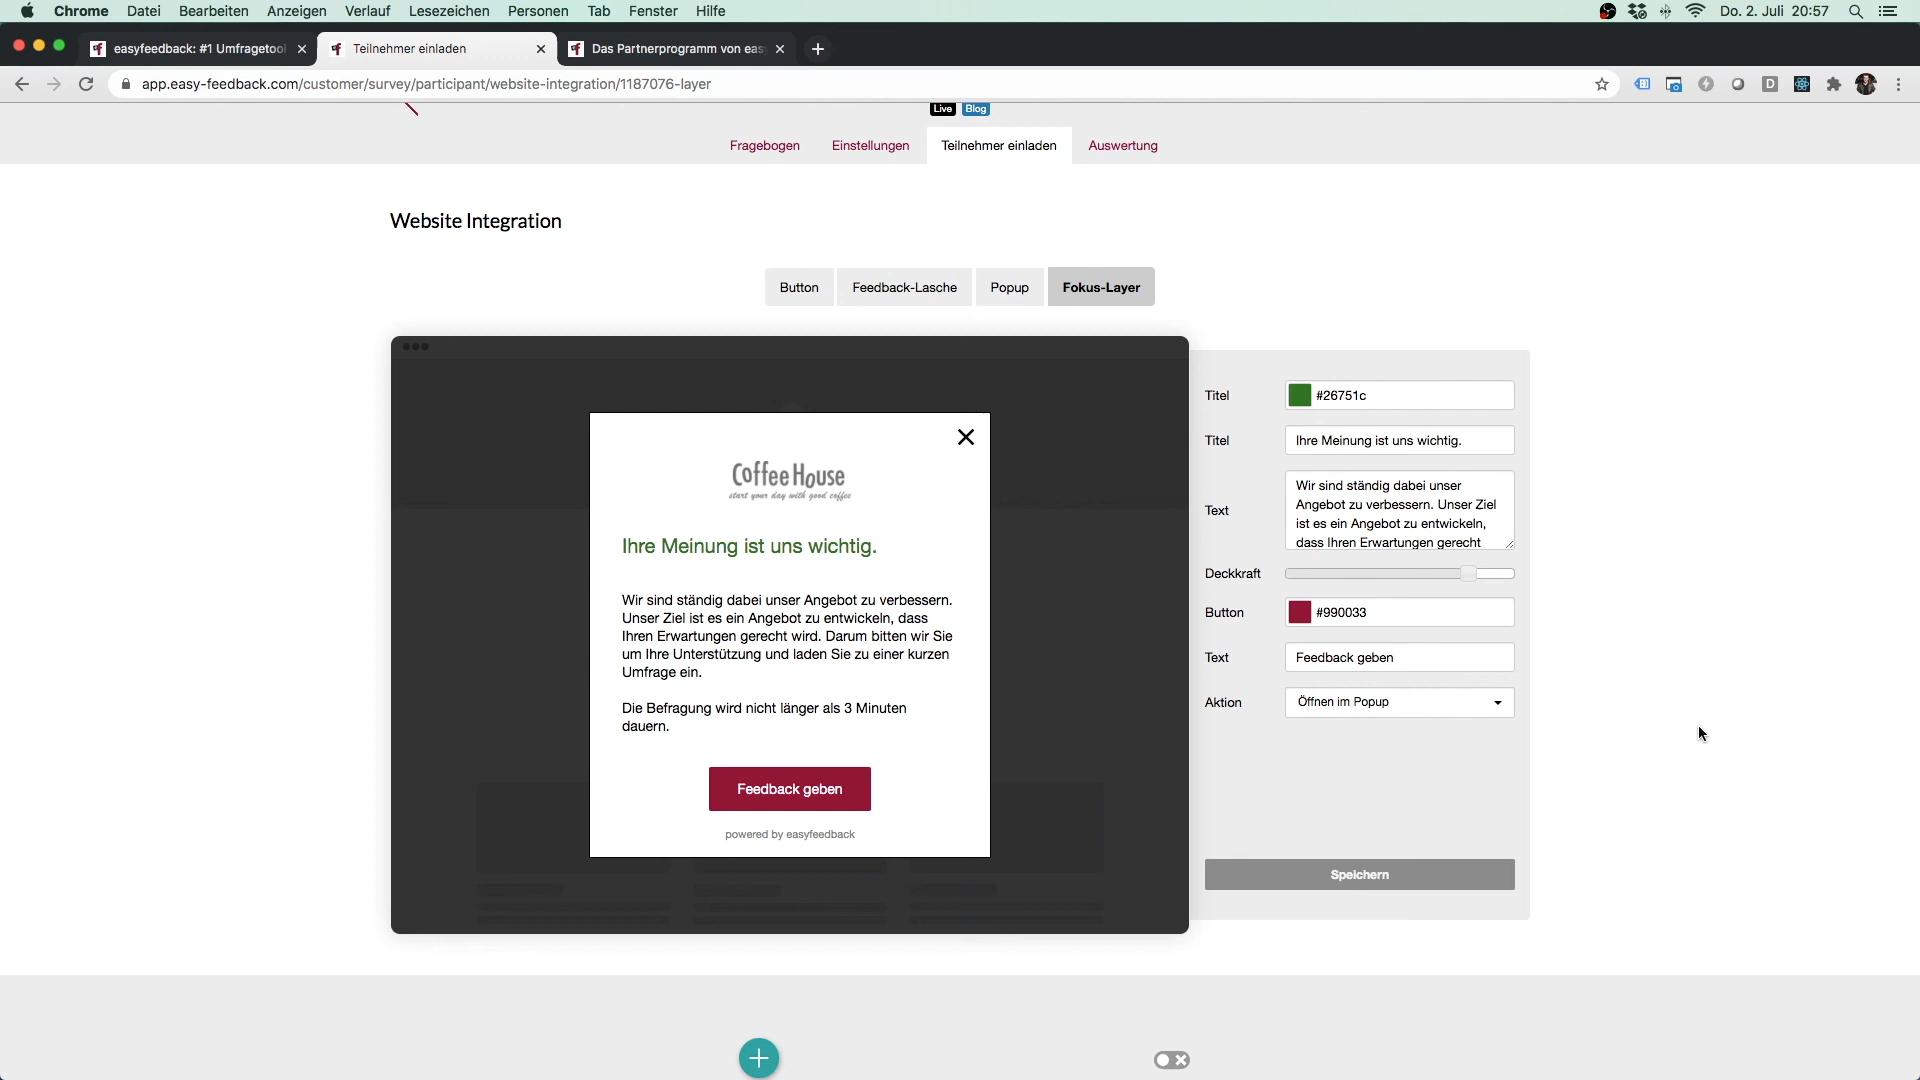 Chrome Datei Bearbeiten Anzeigen Verlauf Lesezeichen Personen Tab Fenster Hilfe Do. 2. Juli 20:57
easyfeedback: #1 Umfragetool Teilnehmer einladen Das Partnerprogramm von eas
app.easy-feedback.com/customer/survey/participant/website-integration/1187076-layer
Live Blog
Fragebogen Einstellungen Teilnehmer einladen Auswertung
Website Integration
Button Feedback-Lasche Popup Fokus-Layer
Coffee House
start your day with good coffee
Ihre Meinung ist uns wichtig.
Wir sind ständig dabei unser Angebot zu verbessern.
Unser Ziel ist es ein Angebot zu entwickeln, dass
Ihren Erwartungen gerecht wird. Darum bitten wir Sie
um Ihre Unterstützung und laden Sie zu einer kurzen
Umfrage ein.
Die Befragung wird nicht länger als 3 Minuten
dauern.
Feedback geben
powered by easyfeedback
Titel #26751c
Titel Ihre Meinung ist uns wichtig.
Text
Wir sind ständig dabei unser
Angebot zu verbessern. Unser Ziel
ist es ein Angebot zu entwickeln,
dass Ihren Erwartungen gerecht
Deckkraft
Button #990033
Text Feedback geben
Aktion Öffnen im Popup
Speichern